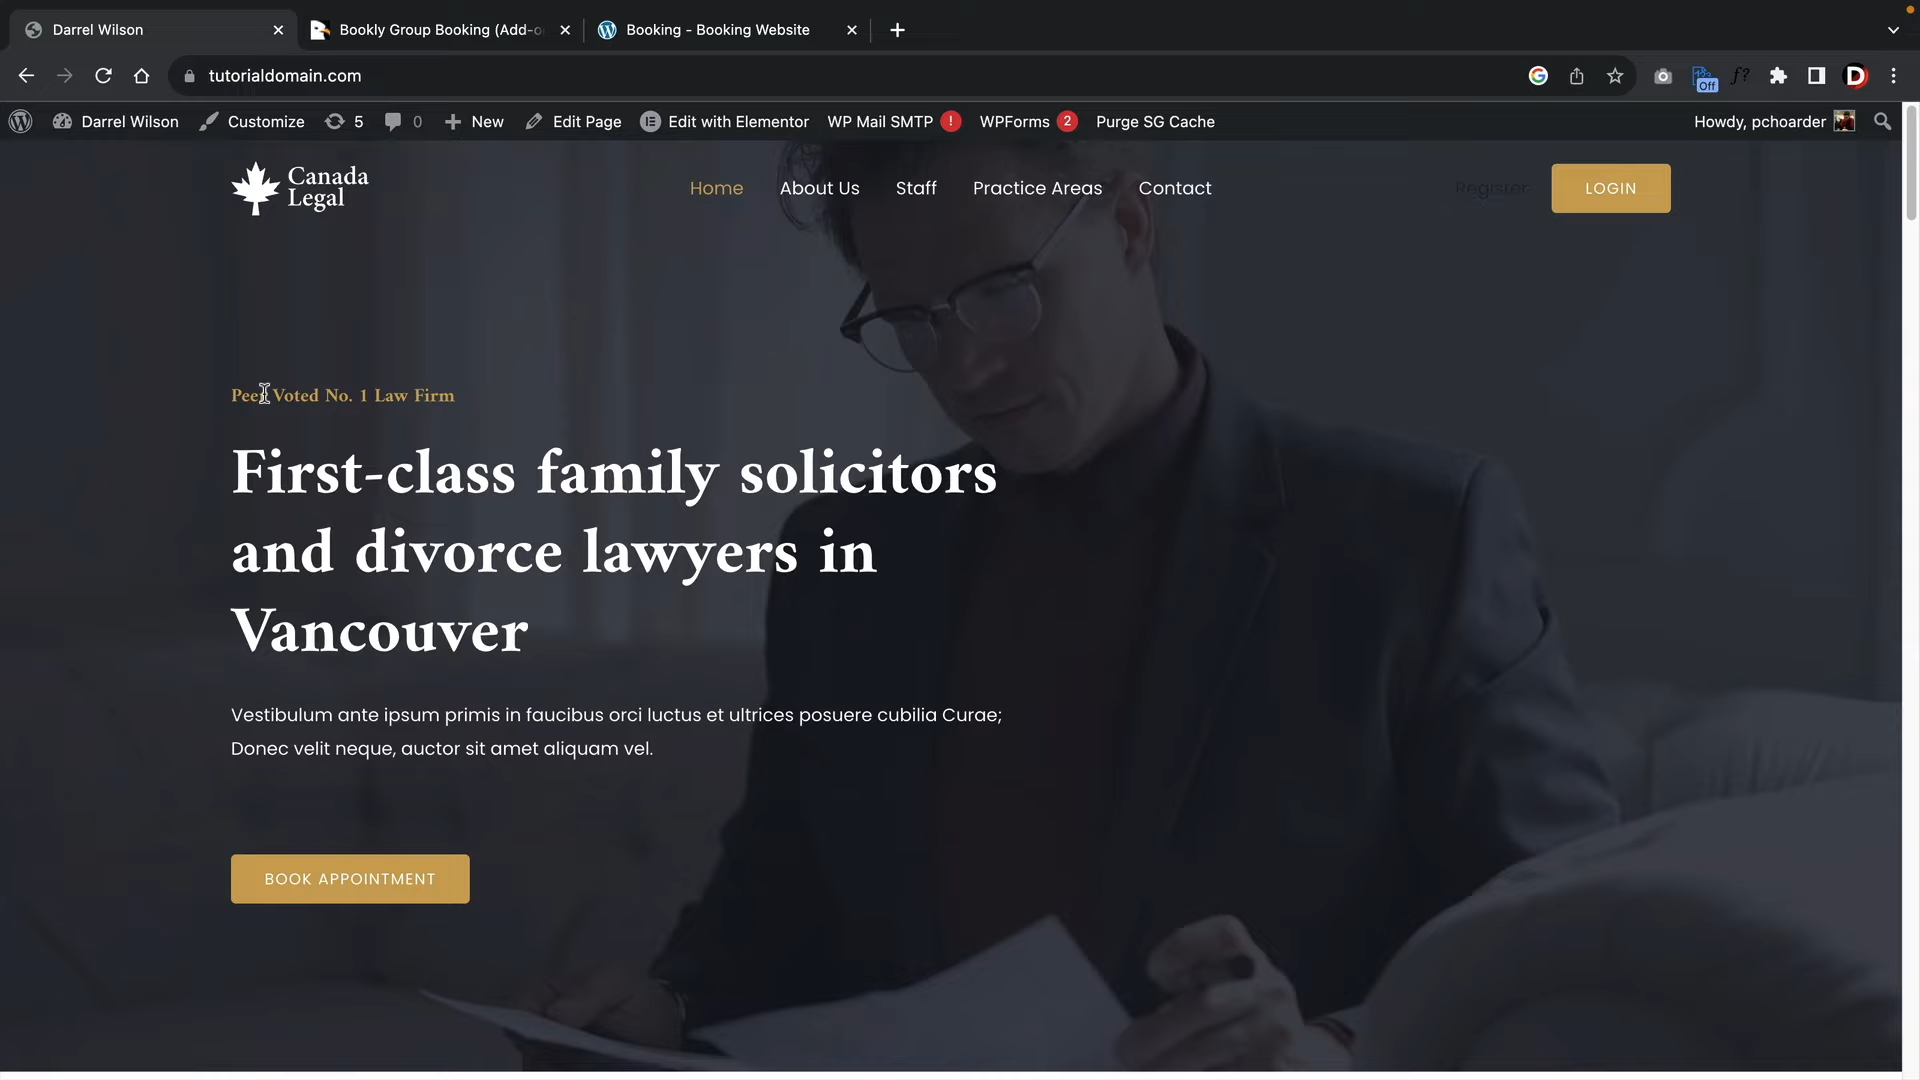 Darrel Wilson
Bookly Group Booking (Add-o
Booking - Booking Website
tutorialdomain.com
f?
D
Off
Darrel Wilson
Customize
5
0
New
Edit Page
Edit with Elementor
WP Mail SMTP !
WPForms 2
Purge SG Cache
Howdy, pchoarder
Canada
Legal
Home
About Us
Staff
Practice Areas
Contact
Register
LOGIN
Peer Voted No. 1 Law Firm
First-class family solicitors
and divorce lawyers in
Vancouver
Vestibulum ante ipsum primis in faucibus orci luctus et ultrices posuere cubilia Curae;
Donec velit neque, auctor sit amet aliquam vel.
BOOK APPOINTMENT